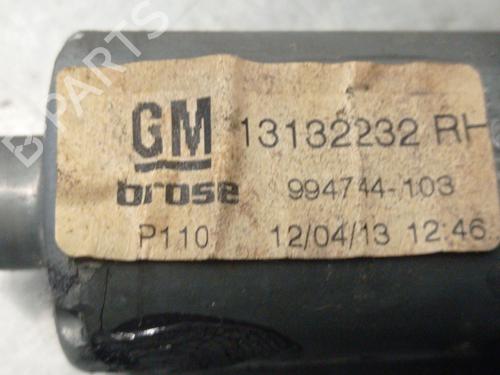 B PARTS
GM 13132232 RH
brose 994744-103
P110 12/04/13 12:46